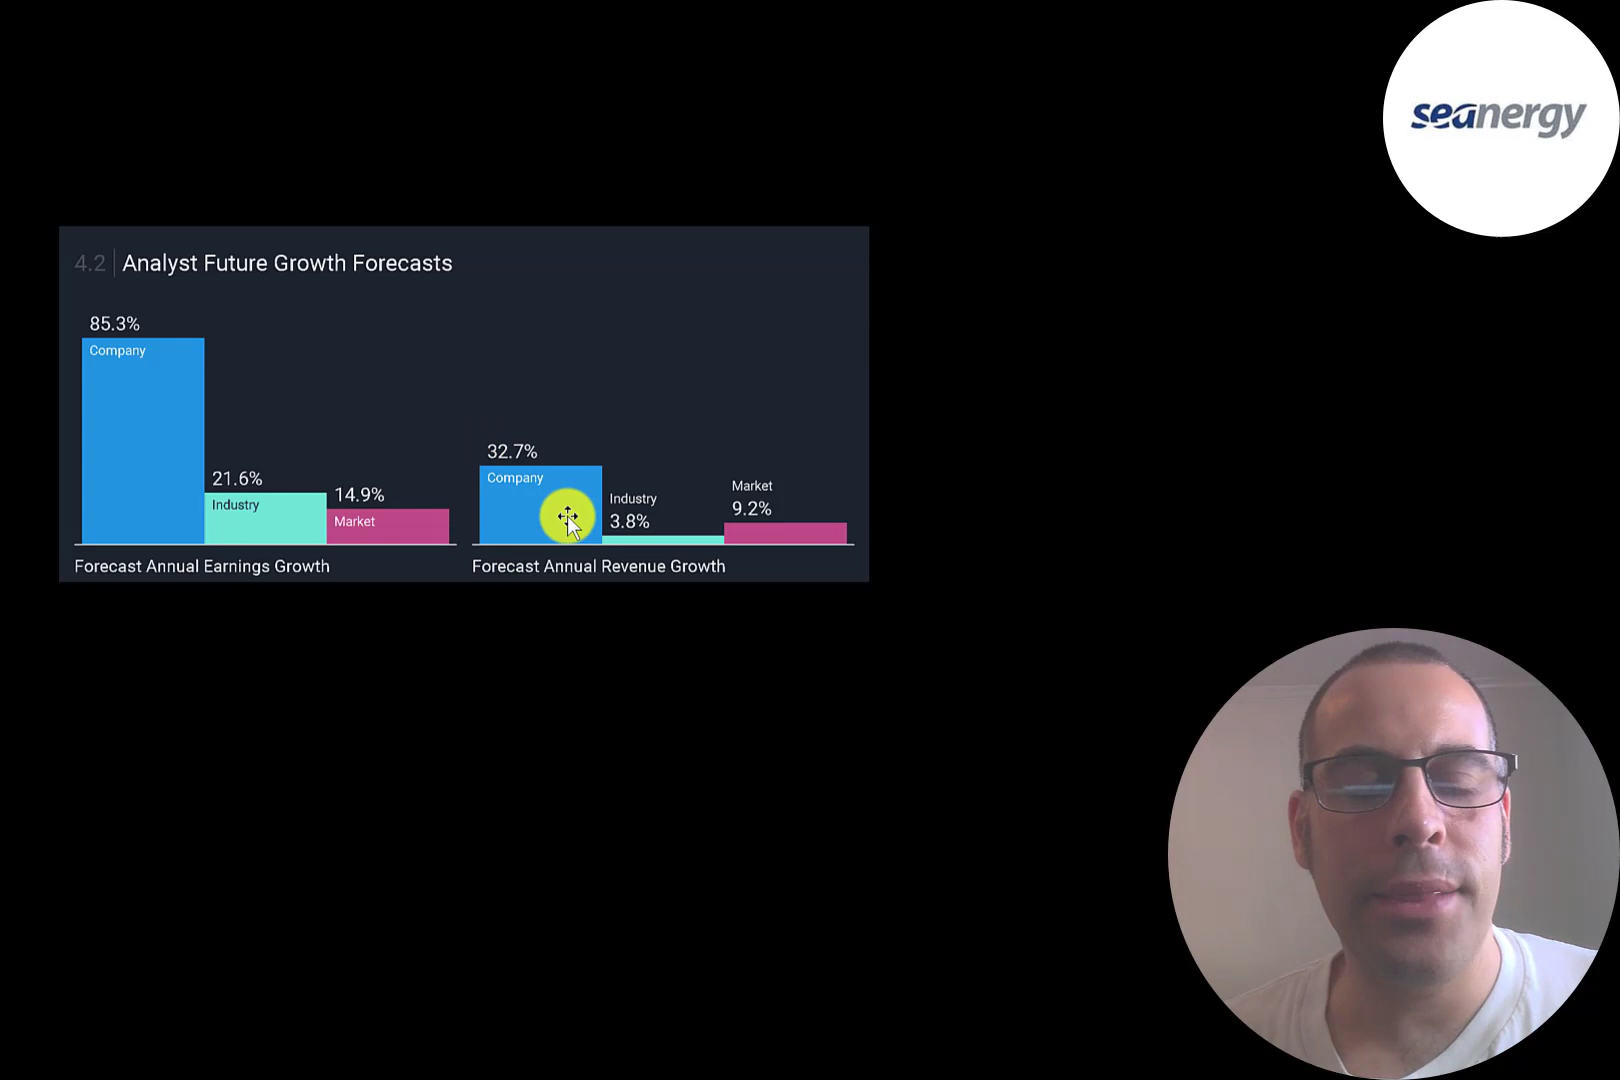 seanergy
4.2 Analyst Future Growth Forecasts
85.3%
Company
21.6%
Industry
14.9%
Market
Forecast Annual Earnings Growth
32.7%
Company
Industry
3.8%
Market
9.2%
Forecast Annual Revenue Growth